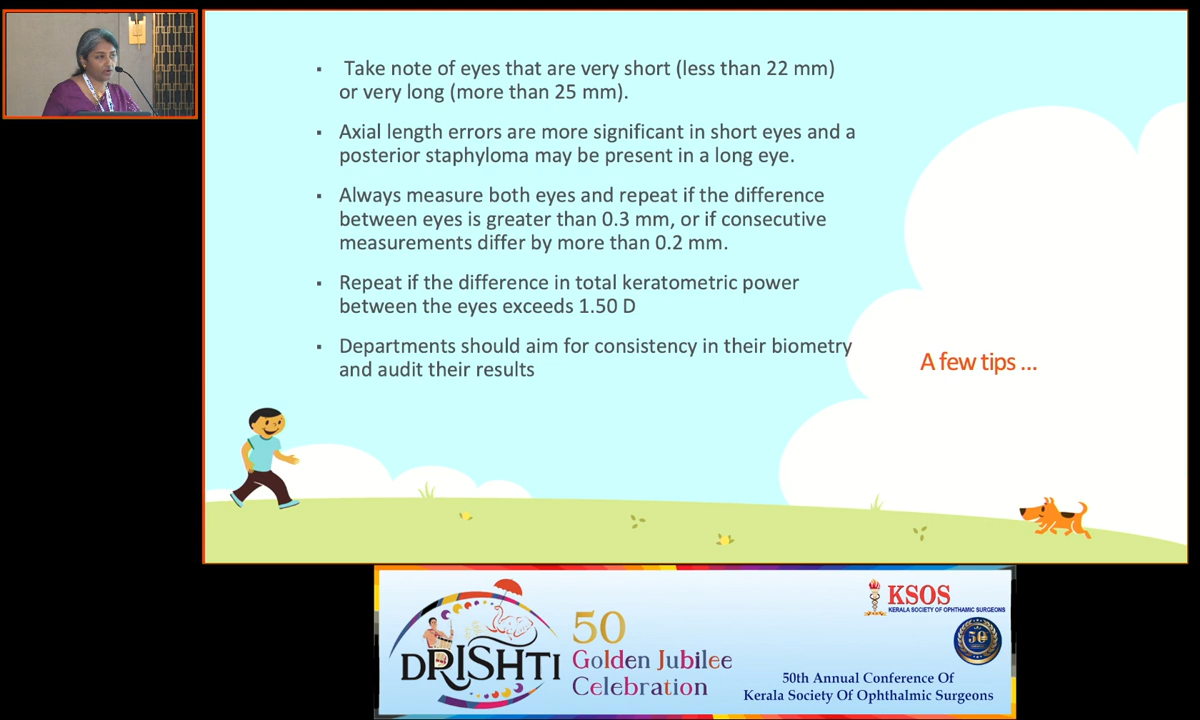 ▪ Take note of eyes that are very short (less than 22 mm)
or very long (more than 25 mm).
▪ Axial length errors are more significant in short eyes and a
posterior staphyloma may be present in a long eye.
▪ Always measure both eyes and repeat if the difference
between eyes is greater than 0.3 mm, or if consecutive
measurements differ by more than 0.2 mm.
▪ Repeat if the difference in total keratometric power
between the eyes exceeds 1.50 D
▪ Departments should aim for consistency in their biometry
and audit their results
A few tips ...
DRISHTI
50
Golden Jubilee
Celebration
KSOS
KERALA SOCIETY OF OPHTHAMIC SURGEONS
50
50th Annual Conference Of
Kerala Society Of Ophthalmic Surgeons